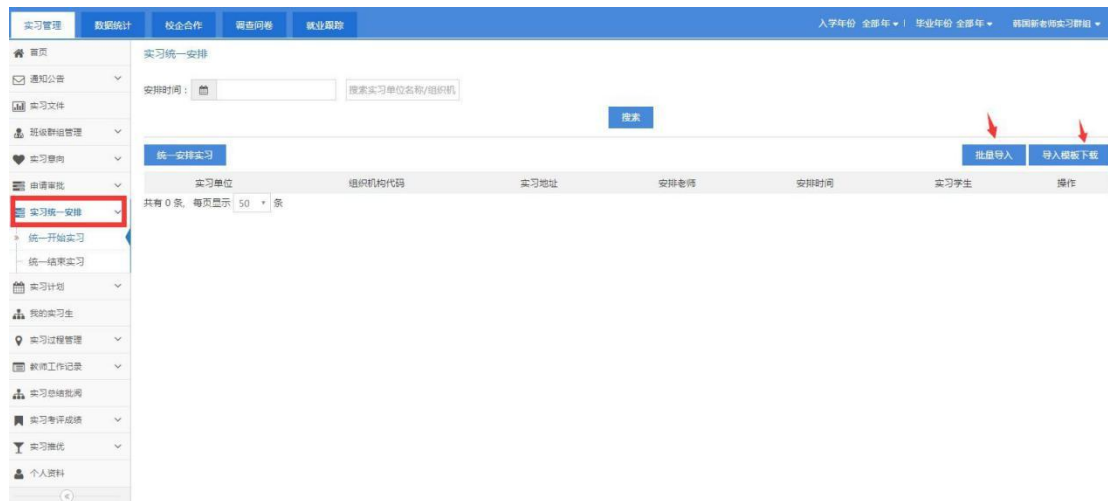 实习管理 数据统计 校企合作 调查问卷 就业跟踪 入学年份 全部年 毕业年份 全部年 韩国新老师实习群组
首页
通知公告
实习文件
班级群组管理
实习意向
申请审批
实习统一安排
统一开始实习
统一结束实习
实习计划
我的实习生
实习过程管理
教师工作记录
实习总结批阅
实习考评成绩
实习推优
个人资料
实习统一安排
安排时间： 搜索实习单位名称/组织机
搜索
统一安排实习 批量导入 导入模板下载
实习单位 组织机构代码 实习地址 安排老师 安排时间 实习学生 操作
共有 0 条, 每页显示 50 条